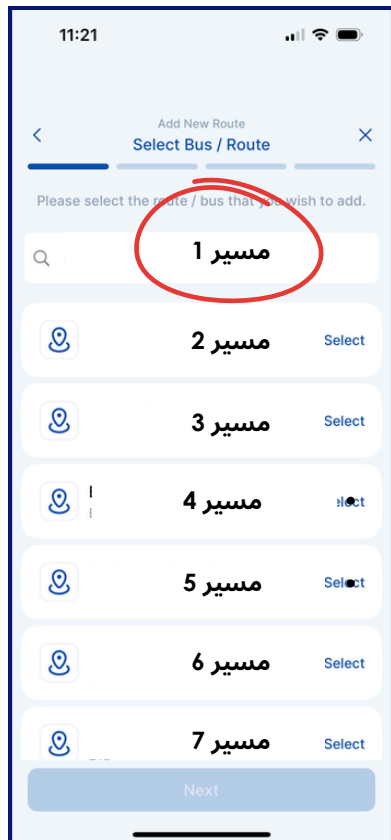 11:21
Add New Route
Select Bus / Route
Please select the route / bus that you wish to add.
مسير 1
مسير 2 Select
مسير 3 Select
مسير 4
مسير 5 Select
مسير 6 Select
مسير 7 Select
Next